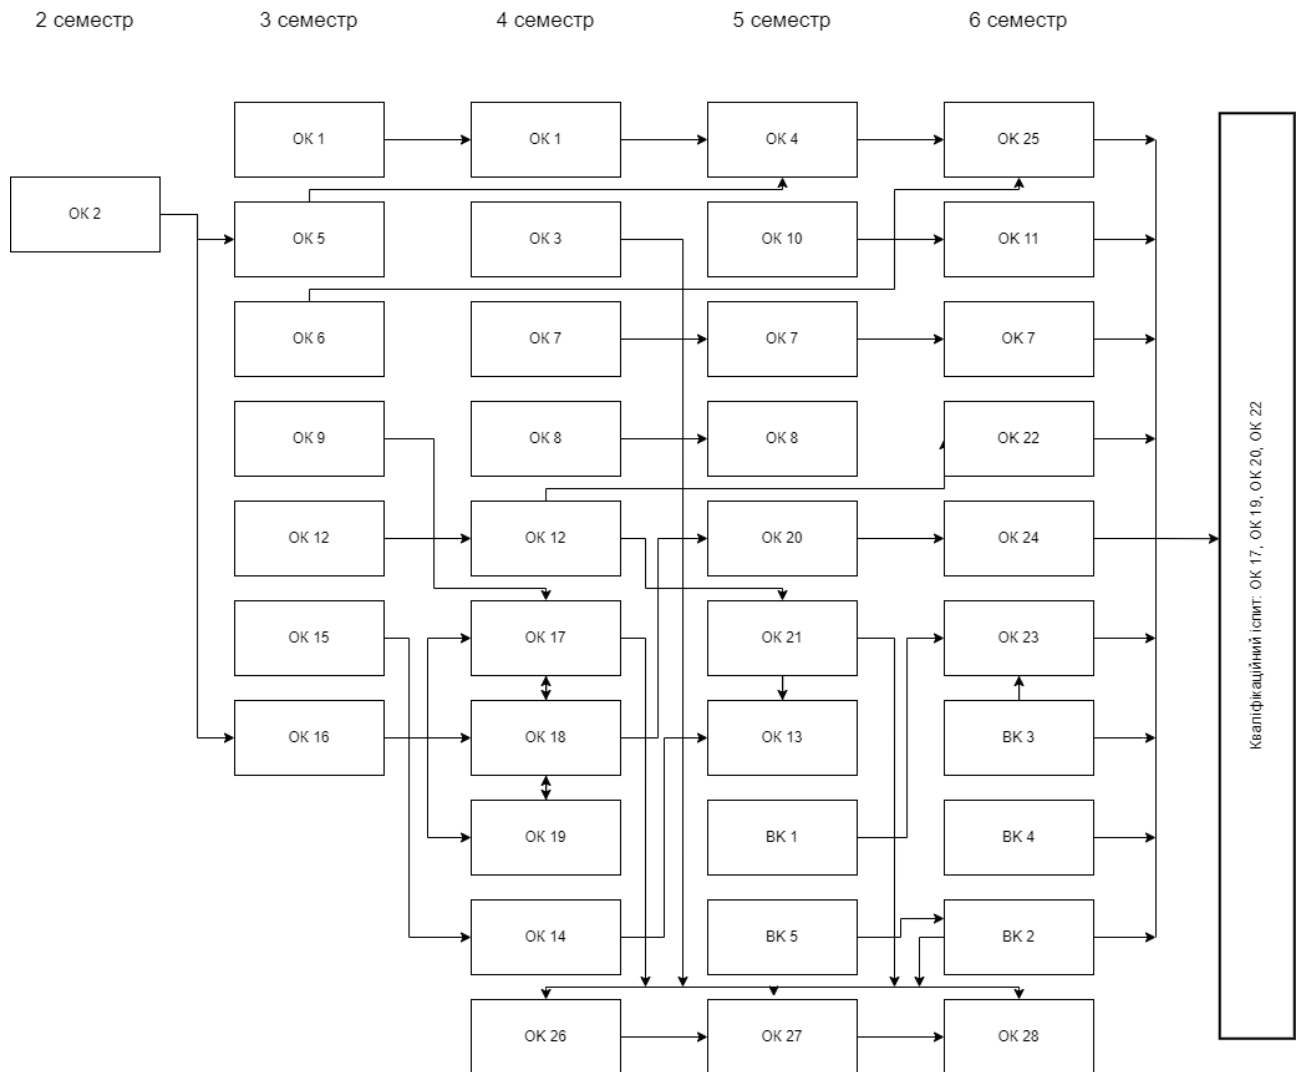 2 семестр
3 семестр
4 семестр
5 семестр
6 семестр
ОК 1
ОК 1
ОК 4
ОК 25
ОК 2
ОК 5
ОК 3
ОК 10
ОК 11
ОК 6
ОК 7
ОК 7
ОК 7
ОК 9
ОК 8
ОК 8
ОК 22
ОК 12
ОК 12
ОК 20
ОК 24
ОК 15
ОК 17
ОК 21
ОК 23
ОК 16
ОК 18
ОК 13
ВК 3
ОК 19
ВК 1
ВК 4
ОК 14
ВК 5
ВК 2
ОК 26
ОК 27
ОК 28
Кваліфікаційний іспит: ОК 17, ОК 19, ОК 20, ОК 22